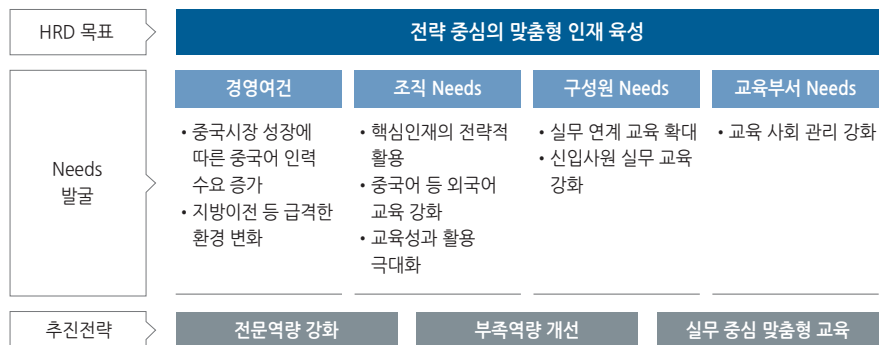 HRD 목표
전략 중심의 맞춤형 인재 육성
Needs
발굴
경영여건
• 중국시장 성장에
따른 중국어 인력
수요 증가
• 지방이전 등 급격한
환경 변화
조직 Needs
• 핵심인재의 전략적
활용
• 중국어 등 외국어
교육 강화
• 교육성과 활용
극대화
구성원 Needs
• 실무 연계 교육 확대
• 신입사원 실무 교육
강화
교육부서 Needs
• 교육 사회 관리 강화
추진전략
전문역량 강화
부족역량 개선
실무 중심 맞춤형 교육